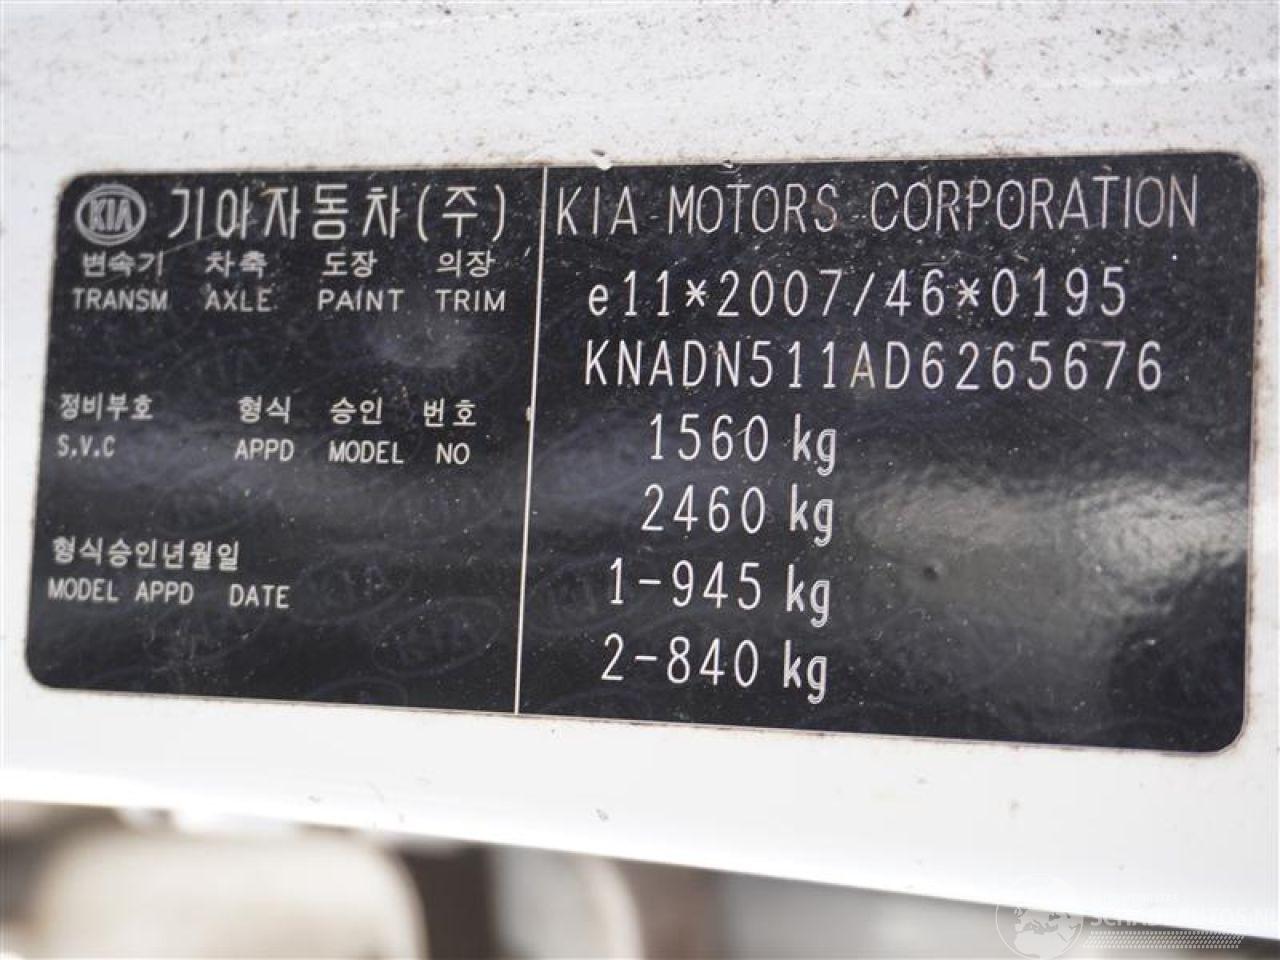 KIA 기아자동차(주)
변속기 차축 도장 의장
TRANSM AXLE PAINT TRIM
정비부호 형식 승인 번호
S.V.C APPD MODEL NO
형식승인년월일
MODEL APPD DATE
KIA MOTORS CORPORATION
e11*2007/46*0195
KNADN511AD6265676
1560 kg
2460 kg
1-945 kg
2-840 kg